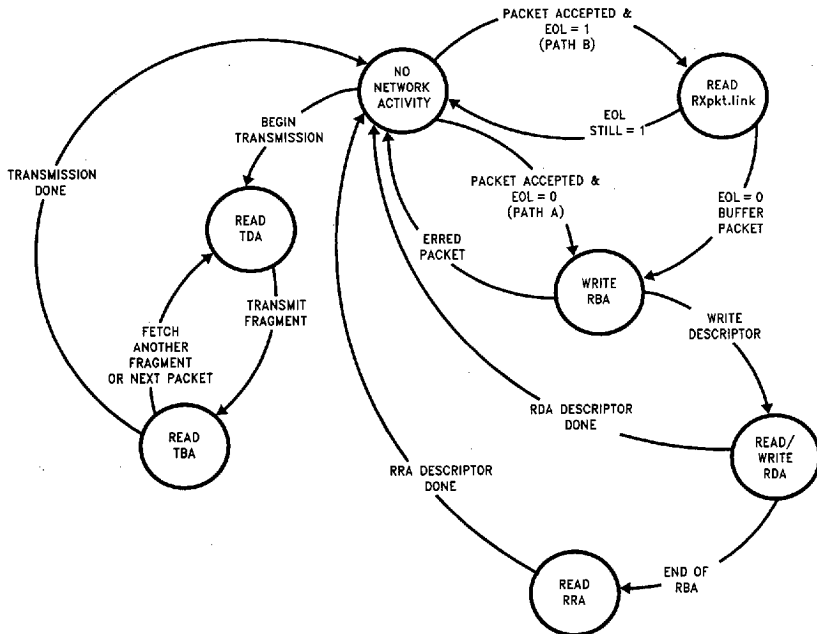 PACKET ACCEPTED &
EOL = 1
(PATH B)
NO
NETWORK
ACTIVITY
READ
RXpkt.link
BEGIN
TRANSMISSION
EOL
STILL = 1
TRANSMISSION
DONE
PACKET ACCEPTED &
EOL = 0
(PATH A)
EOL = 0
BUFFER
PACKET
READ
TDA
ERRED
PACKET
WRITE
RBA
TRANSMIT
FRAGMENT
WRITE
DESCRIPTOR
FETCH
ANOTHER
FRAGMENT
OR NEXT PACKET
RDA DESCRIPTOR
DONE
READ
TBA
READ/
WRITE
RDA
RRA DESCRIPTOR
DONE
END OF
RBA
READ
RRA